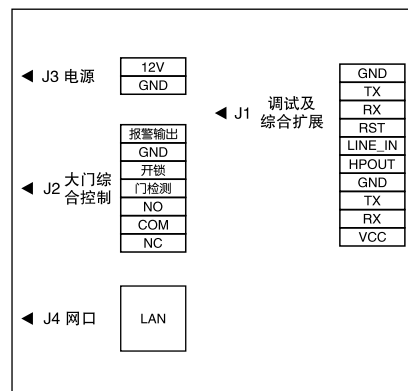 J3 电源
12V
GND
J2 大门综
合控制
报警输出
GND
开锁
门检测
NO
COM
NC
J4 网口
LAN
J1 调试及
综合扩展
GND
TX
RX
RST
LINE_IN
HPOUT
GND
TX
RX
VCC